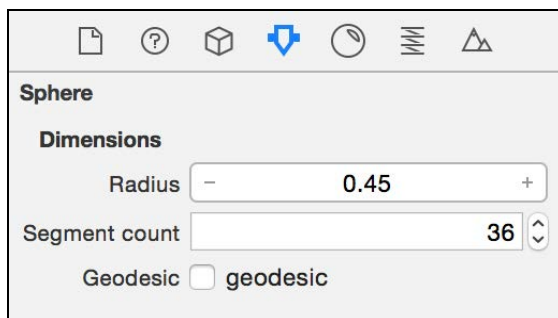 Sphere
Dimensions
Radius - 0.45 +
Segment count 36
Geodesic geodesic